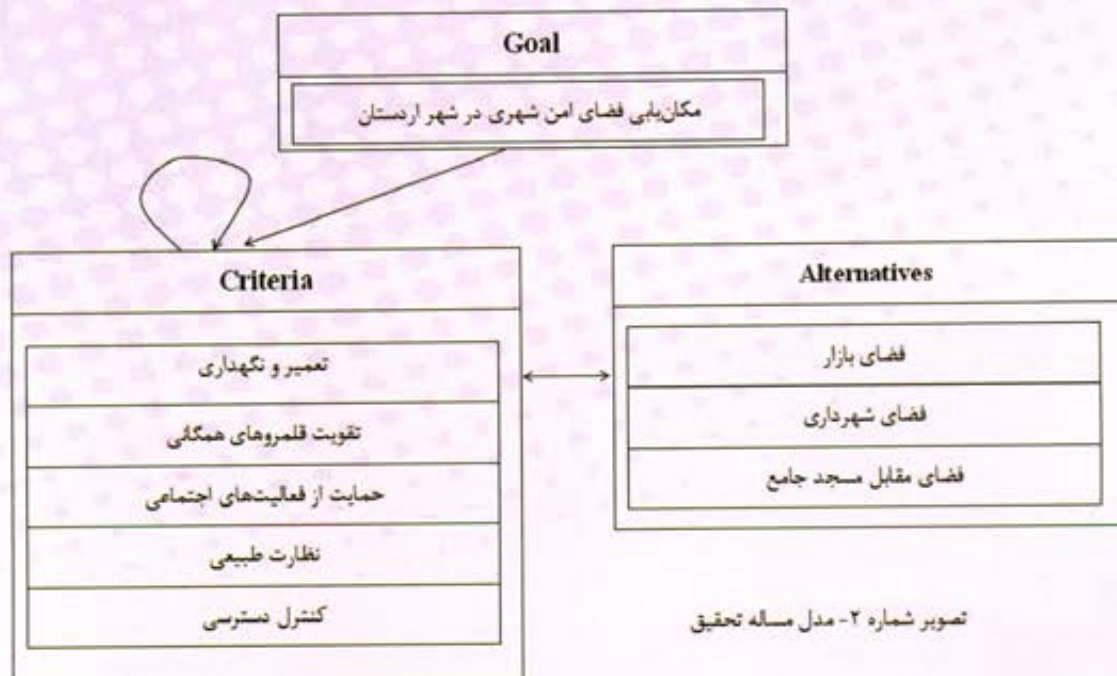 Goal
مکان‌یابی فضای امن شهری در شهر اردستان
Criteria
تعمیر و نگهداری
تقویت قلمروهای همگانی
حمایت از فعالیت‌های اجتماعی
نظارت طبیعی
کنترل دسترسی
Alternatives
فضای بازار
فضای شهرداری
فضای مقابل مسجد جامع
تصویر شماره ۲- مدل مساله تحقیق